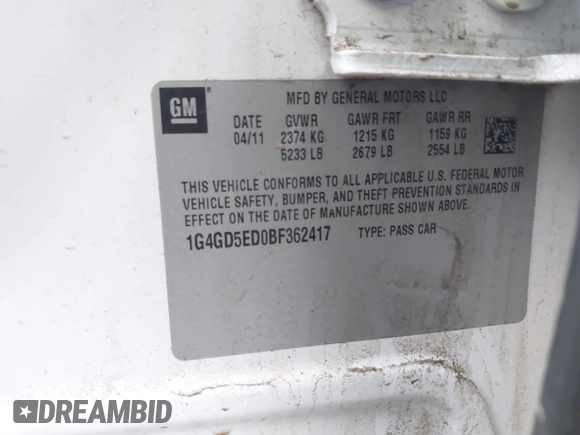 GM
MFD BY GENERAL MOTORS LLC
DATE GVWR GAWR FRT GAWR RR
04/11 2374 KG 1215 KG 1159 KG
5233 LB 2679 LB 2554 LB
THIS VEHICLE CONFORMS TO ALL APPLICABLE U.S. FEDERAL MOTOR
VEHICLE SAFETY, BUMPER, AND THEFT PREVENTION STANDARDS IN
EFFECT ON THE DATE OF MANUFACTURE SHOWN ABOVE.
1G4GD5ED0BF362417 TYPE: PASS CAR
DREAMBID